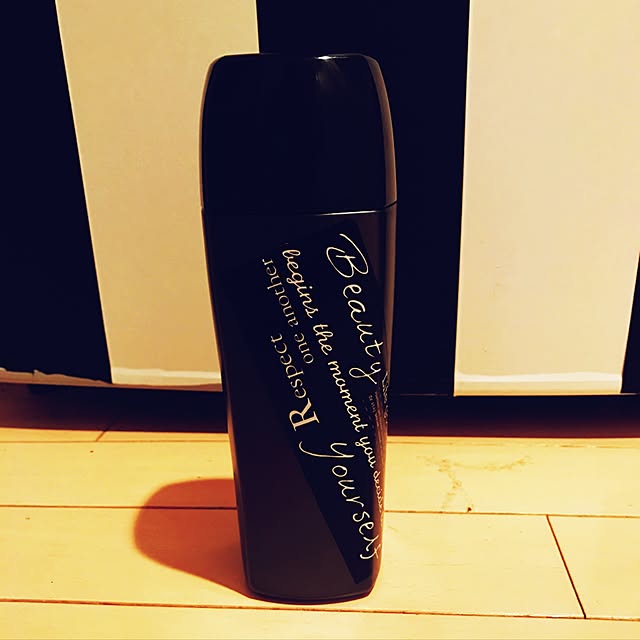 Beauty
begins the moment you
yourself
Respect
one another